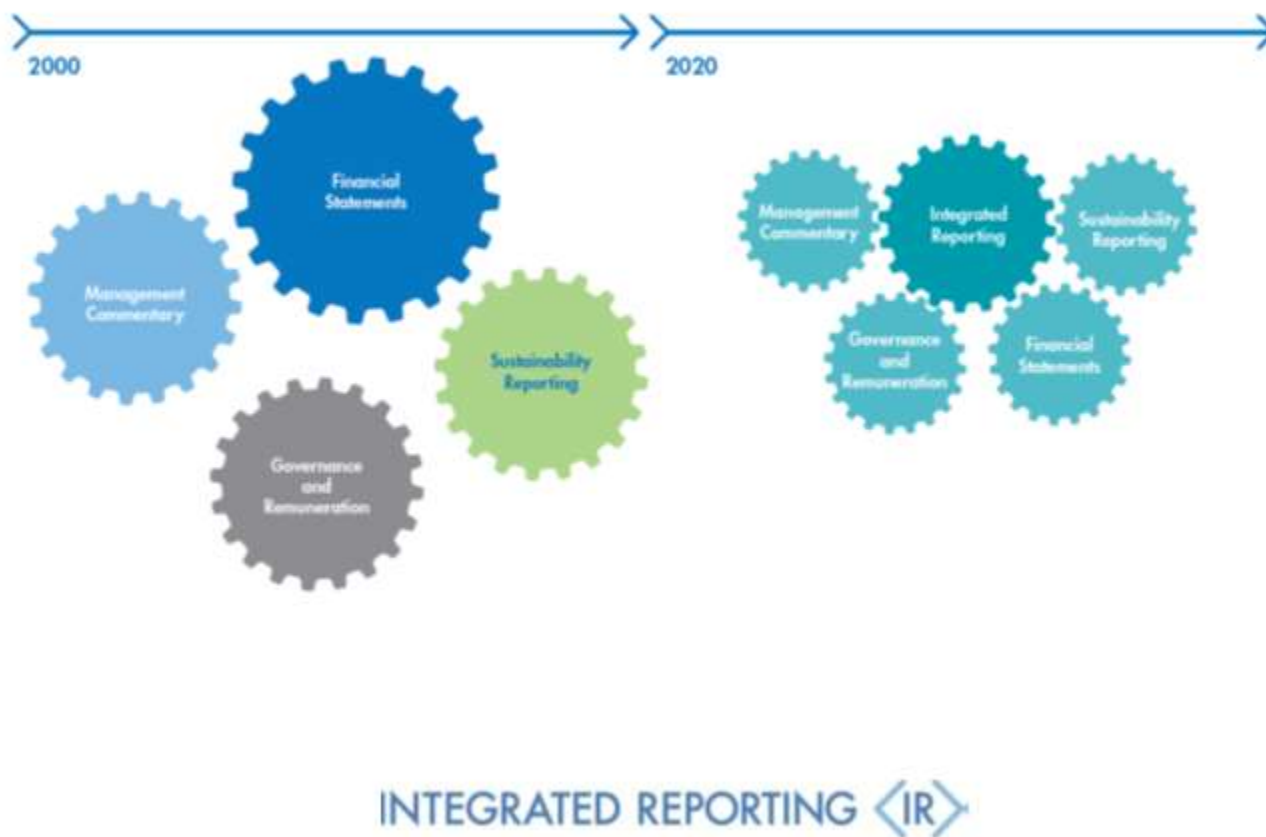 2000
2020
Financial
Statements
Management
Commentary
Sustainability
Reporting
Governance
and
Remuneration
Management
Commentary
Integrated
Reporting
Sustainability
Reporting
Governance
and
Remuneration
Financial
Statements
INTEGRATED REPORTING <IR>